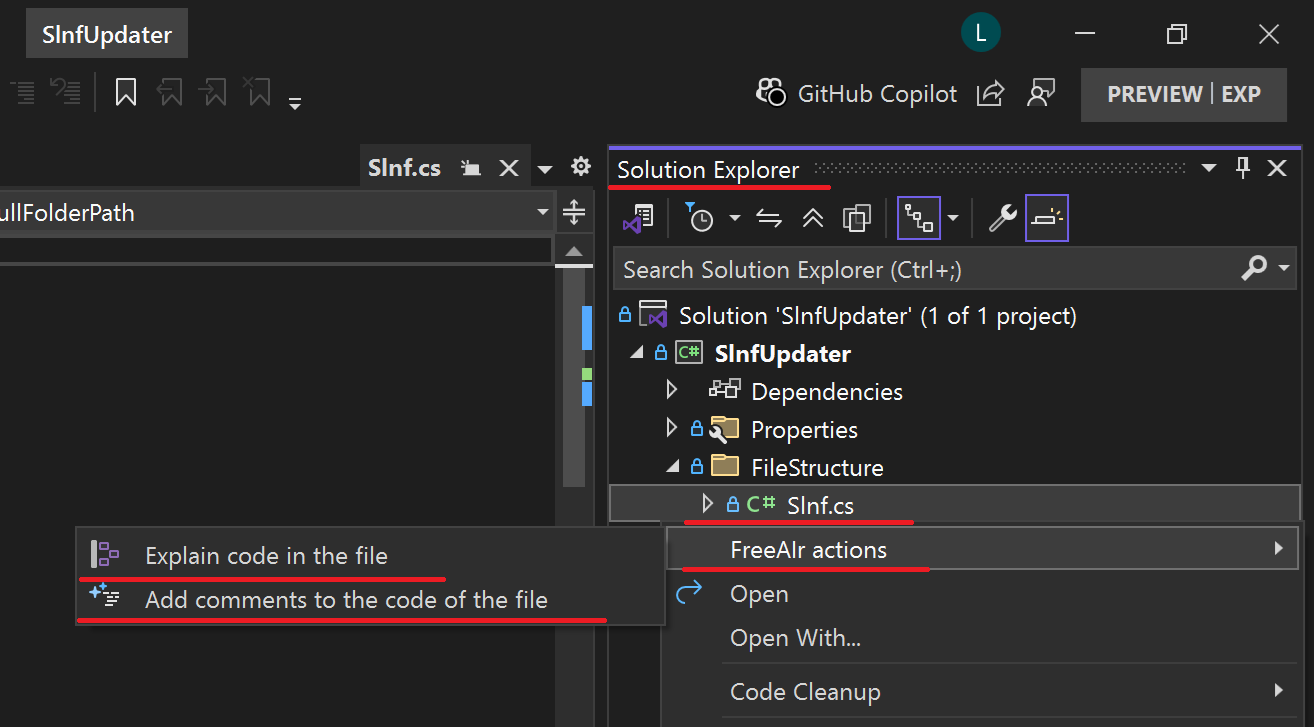 SlnfUpdater
L
GitHub Copilot
PREVIEW | EXP
Slnf.cs
ullFolderPath
Solution Explorer
Search Solution Explorer (Ctrl+;)
Solution 'SlnfUpdater' (1 of 1 project)
C# SlnfUpdater
Dependencies
Properties
FileStructure
C# Slnf.cs
FreeAIr actions
Explain code in the file
Add comments to the code of the file
Open
Open With...
Code Cleanup